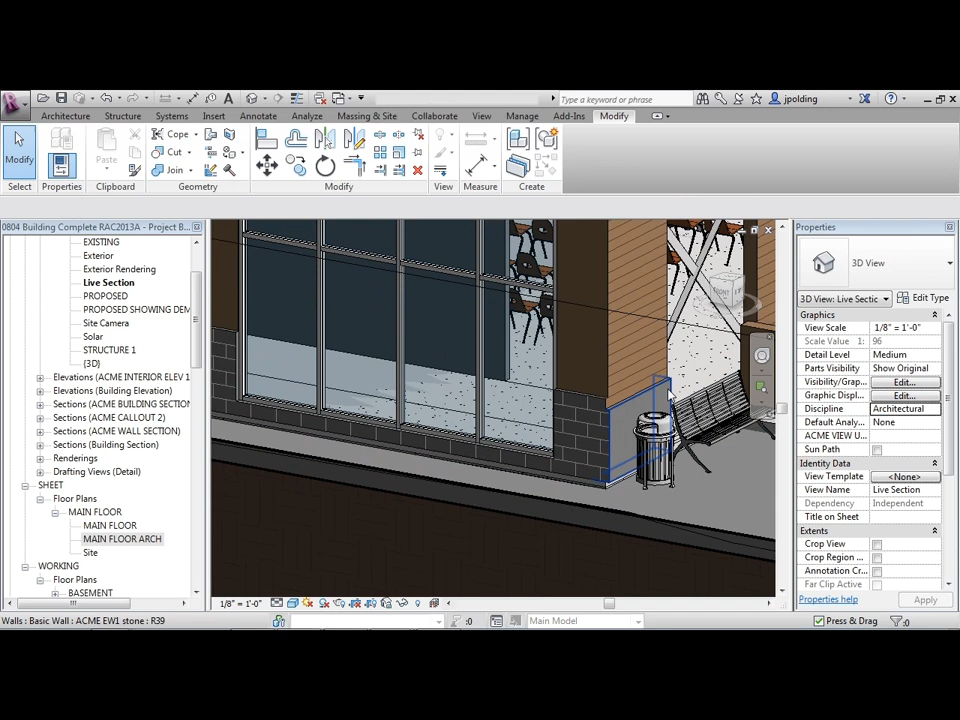 Type a keyword or phrase
jpolding
Architecture Structure Systems Insert Annotate Analyze Massing & Site Collaborate View Manage Add-Ins Modify
Modify
Paste
Cope
Cut
Join
Select Properties Clipboard Geometry Modify View Measure Create
0804 Building Complete RAC2013A - Project B...
EXISTING
Exterior
Exterior Rendering
Live Section
PROPOSED
PROPOSED SHOWING DEM
Site Camera
Solar
STRUCTURE 1
{3D}
Elevations (ACME INTERIOR ELEV 1
Elevations (Building Elevation)
Sections (ACME BUILDING SECTION
Sections (ACME CALLOUT 2)
Sections (ACME WALL SECTION)
Sections (Building Section)
Renderings
Drafting Views (Detail)
SHEET
Floor Plans
MAIN FLOOR
MAIN FLOOR
MAIN FLOOR ARCH
Site
WORKING
Floor Plans
BASEMENT
FRONT
Properties
3D View
3D View: Live Sectic
Edit Type
Graphics
View Scale 1/8" = 1'-0"
Scale Value 1: 96
Detail Level Medium
Parts Visibility Show Original
Visibility/Grap... Edit...
Graphic Displ... Edit...
Discipline Architectural
Default Analy... None
ACME VIEW U...
Sun Path
Identity Data
View Template <None>
View Name Live Section
Dependency Independent
Title on Sheet
Extents
Crop View
Crop Region ...
Annotation Cr...
Far Clip Active
Properties help
Apply
1/8" = 1'-0"
Walls : Basic Wall : ACME EW1 stone : R39
:0
Main Model
Press & Drag
:0